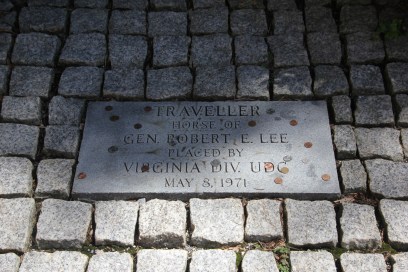 TRAVELLER
HORSE OF
GEN. ROBERT E. LEE
PLACED BY
VIRGINIA DIV. UDC
MAY 8, 1971